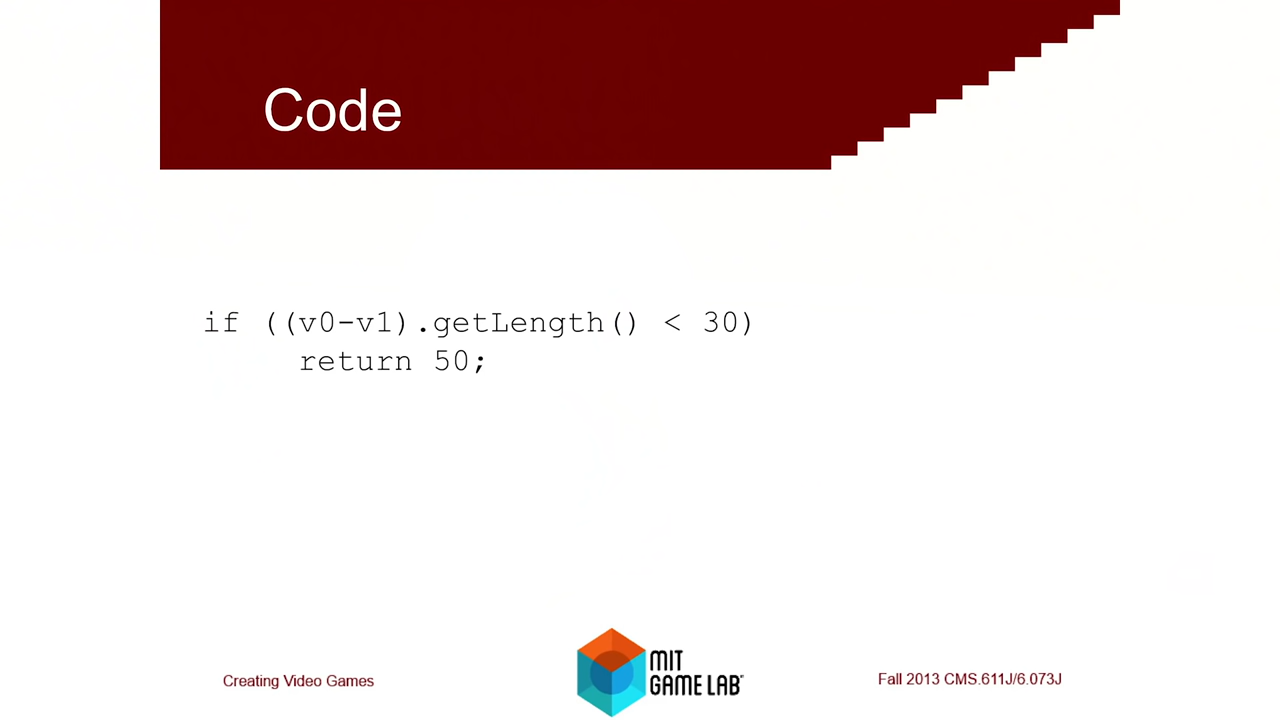 Code
if ((v0-v1).getLength() < 30)
return 50;
Creating Video Games
MIT
GAME LAB
Fall 2013 CMS.611J/6.073J